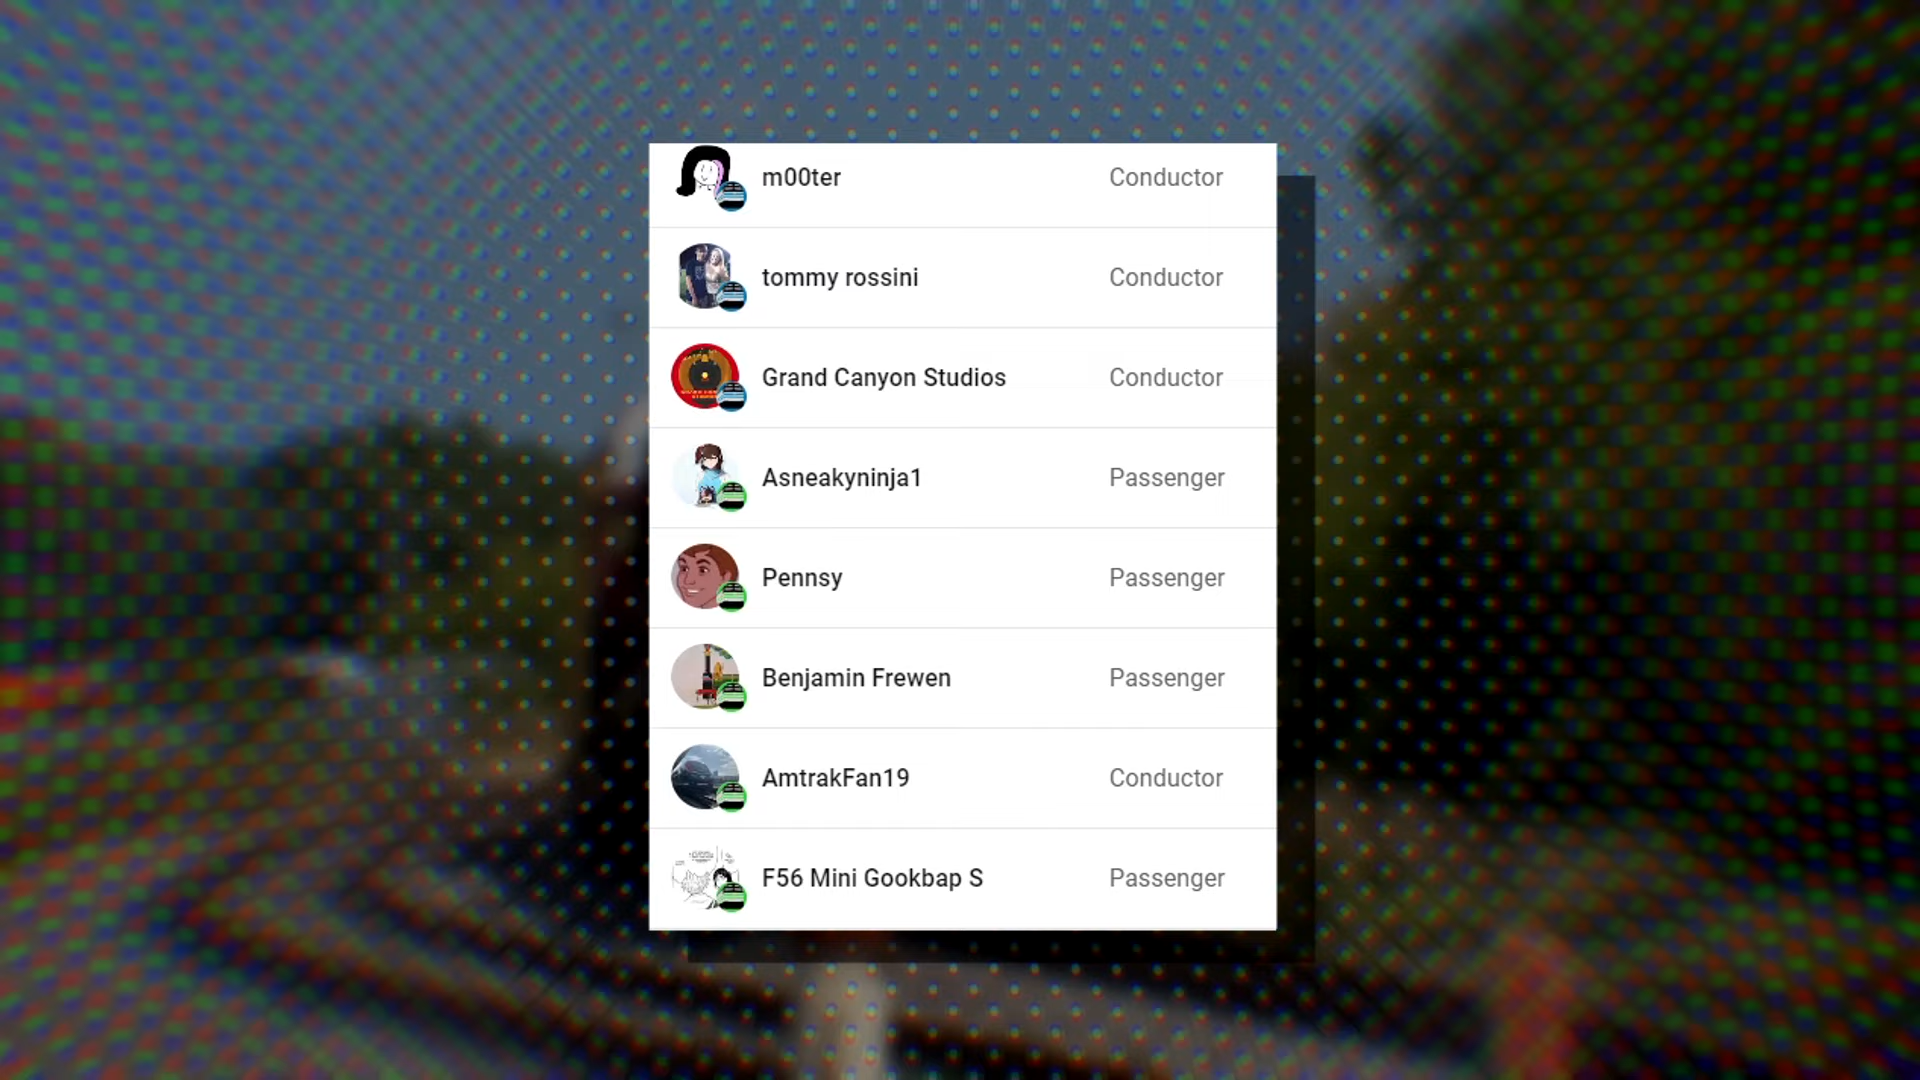 m00ter Conductor
tommy rossini Conductor
Grand Canyon Studios Conductor
Asneakyninja1 Passenger
Pennsy Passenger
Benjamin Frewen Passenger
AmtrakFan19 Conductor
F56 Mini Gookbap S Passenger